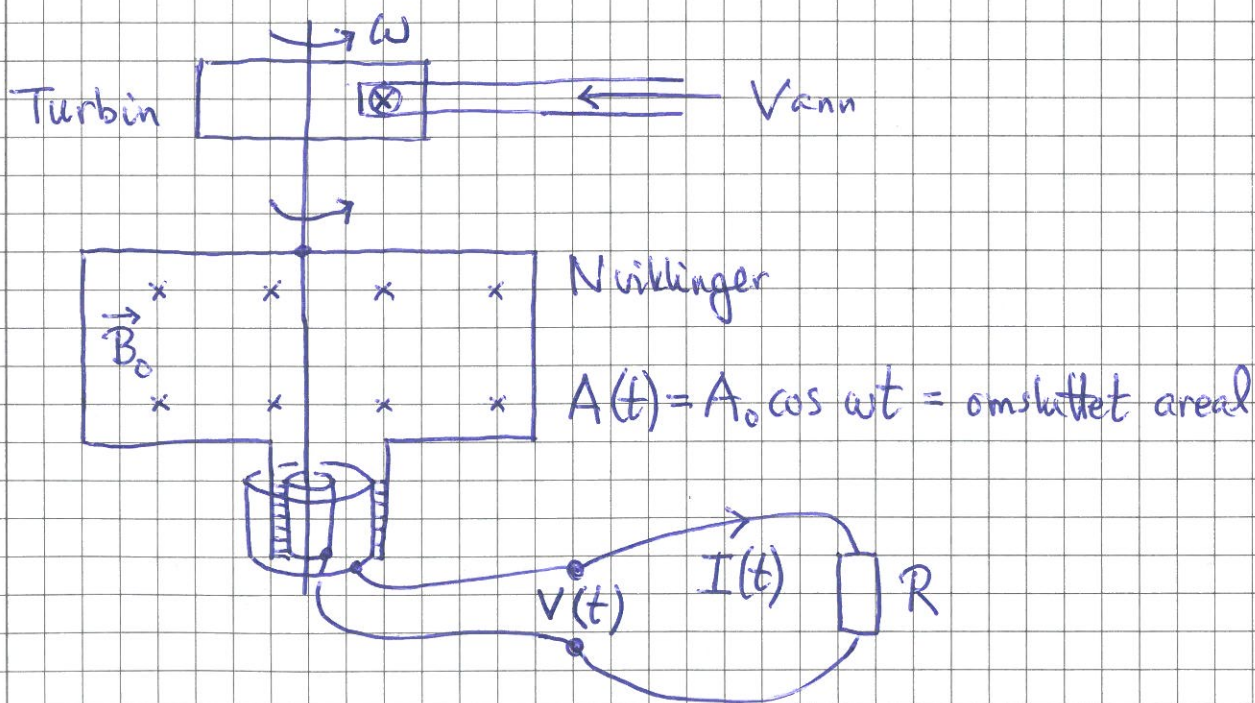 ω
Turbin
Vann
N viklinger
B₀
A(t) = A₀ cos ωt = omsluttet areal
I(t)
R
V(t)